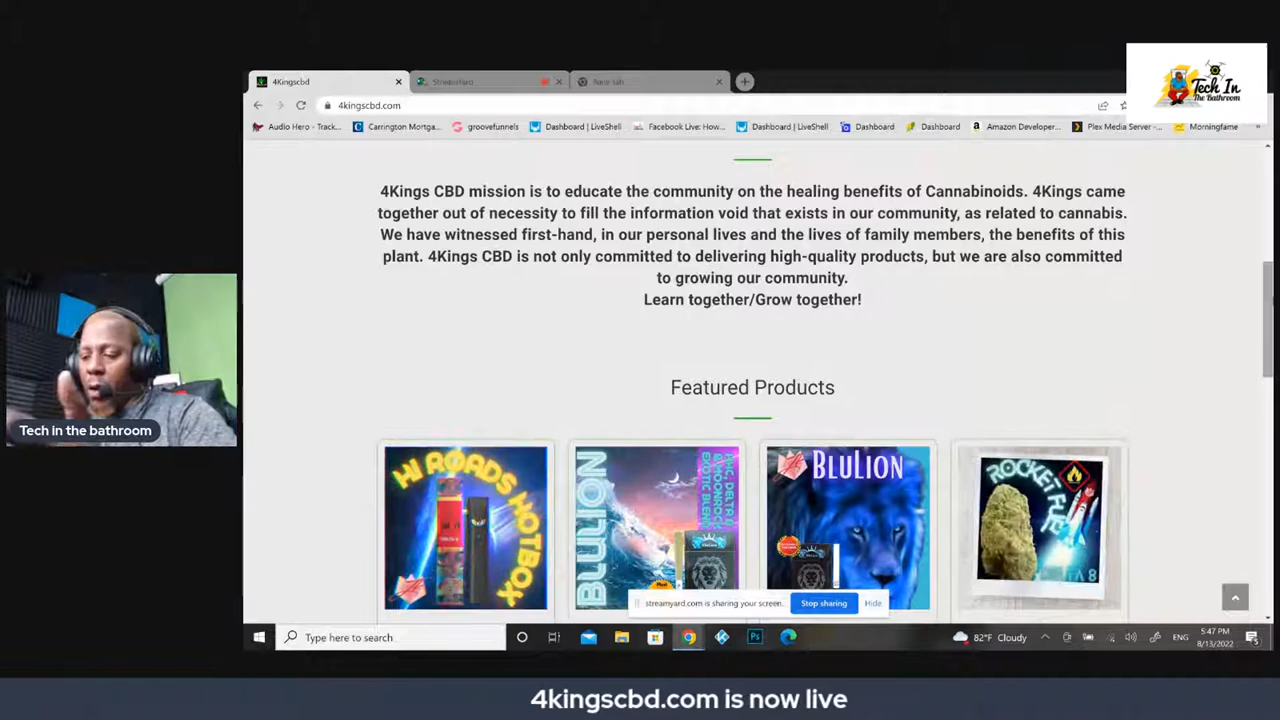 4Kingscbd
StreamYard
New tab
Tech In
The Bathroom
4kingscbd.com
Audio Hero - Track...
Carrington Mortga...
groovefunnels
Dashboard | LiveShell
Facebook Live: How...
Dashboard | LiveShell
Dashboard
Dashboard
Amazon Developer...
Plex Media Server -...
Morningfame
4Kings CBD mission is to educate the community on the healing benefits of Cannabinoids. 4Kings came
together out of necessity to fill the information void that exists in our community, as related to cannabis.
We have witnessed first-hand, in our personal lives and the lives of family members, the benefits of this
plant. 4Kings CBD is not only committed to delivering high-quality products, but we are also committed
to growing our community.
Learn together/Grow together!
Featured Products
HI ROADS HOTBOX
BLULION
EXOTIC BLEND
BLULION
ROCKET FUEL
DELTA 8
Tech in the bathroom
streamyard.com is sharing your screen.
Stop sharing
Hide
Type here to search
Ps
82°F Cloudy
ENG
5:47 PM
8/13/2022
4kingscbd.com is now live